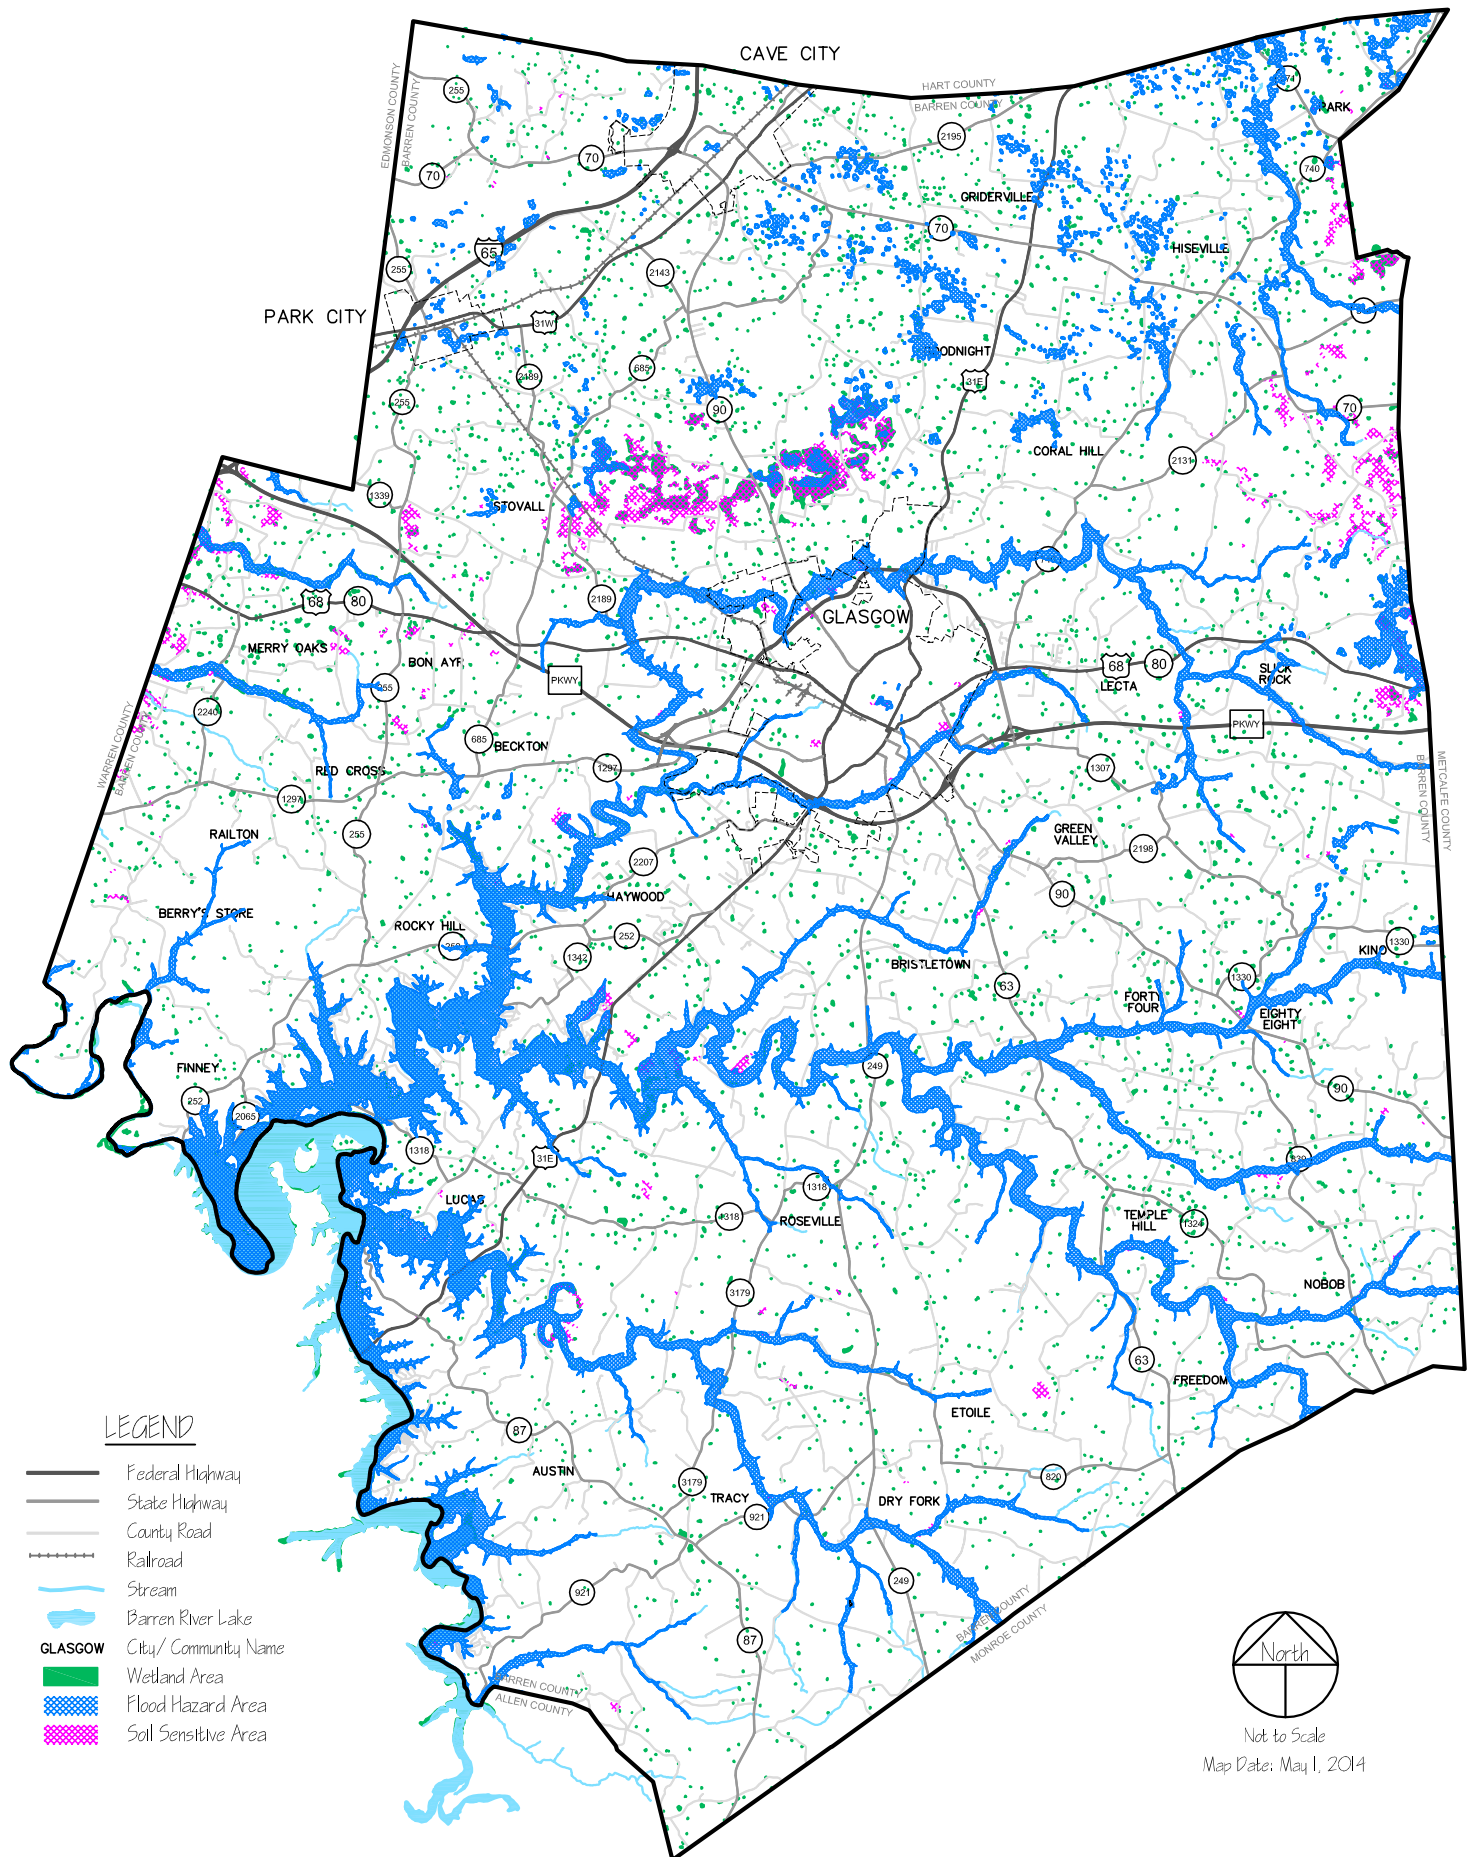 CAVE CITY
HART COUNTY
BARREN COUNTY
EDMONSON COUNTY
BARREN COUNTY
255
71
PARK
2195
70
70
740
GRIDERVILLE
70
HISEVILLE
65
255
2143
PARK CITY
31W
ODNIGHT
2189
685
31E
255
90
70
CORAL HILL
2131
1339
STOVALL
2189
68
80
GLASGOW
MERRY OAKS
BON AYR
68
80
LECTA
SLICK
ROCK
PKWY
255
2240
PKWY
WARREN COUNTY
BARREN COUNTY
685
BECKTON
METCALFE COUNTY
BARREN COUNTY
RED CROSS
1297
1307
1297
RAILTON
255
GREEN
VALLEY
2198
2207
90
HAYWOOD
BERRY'S STORE
ROCKY HILL
252
1330
KINO
1342
BRISTLETOWN
1330
63
FORTY
FOUR
EIGHTY
EIGHT
FINNEY
249
90
252
2065
1318
31E
839
LUCAS
1318
1318
ROSEVILLE
TEMPLE
HILL
1324
NOBOB
3179
63
FREEDOM
ETOILE
87
AUSTIN
820
3179
TRACY
921
DRY FORK
249
921
BARREN COUNTY
MONROE COUNTY
87
BARREN COUNTY
ALLEN COUNTY
LEGEND
Federal Highway
State Highway
County Road
Railroad
Stream
Barren River Lake
GLASGOW City/ Community Name
Wetland Area
Flood Hazard Area
Soil Sensitive Area
North
Not to Scale
Map Date: May 1, 2014